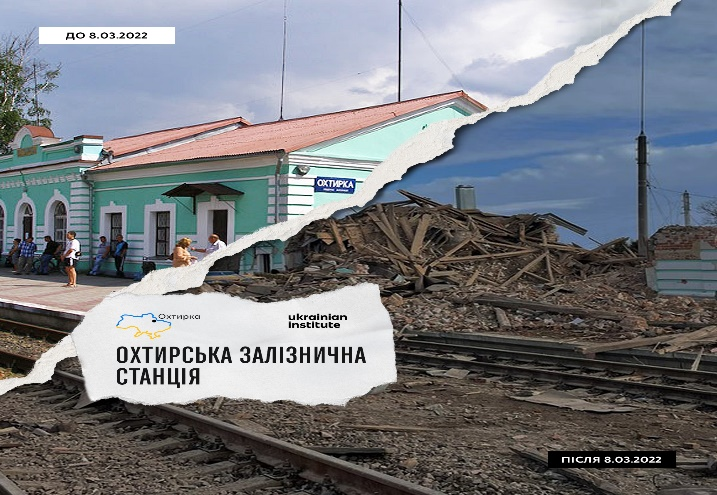 ДО 8.03.2022
ОХТИРКА
Охтирка
ukrainian
institute
ОХТИРСЬКА ЗАЛІЗНИЧНА
СТАНЦІЯ
ПІСЛЯ 8.03.2022